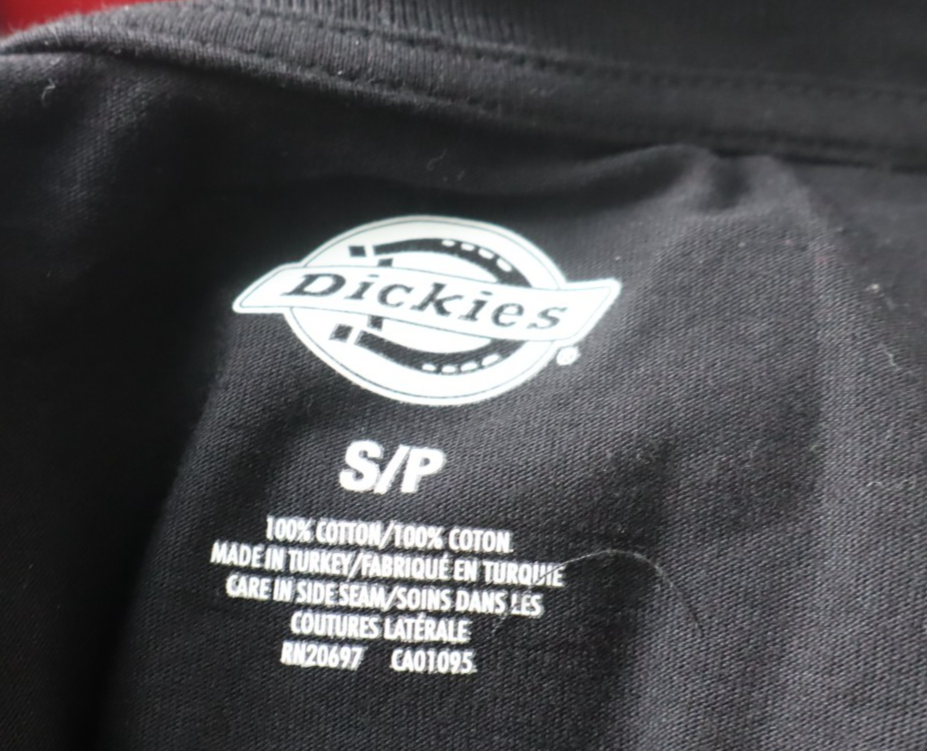 Dickies®
S/P
100% COTTON/100% COTON
MADE IN TURKEY/FABRIQUÉ EN TURQUIE
CARE IN SIDE SEAM/SOINS DANS LES
COUTURES LATÉRALE
RN20697 CA01095